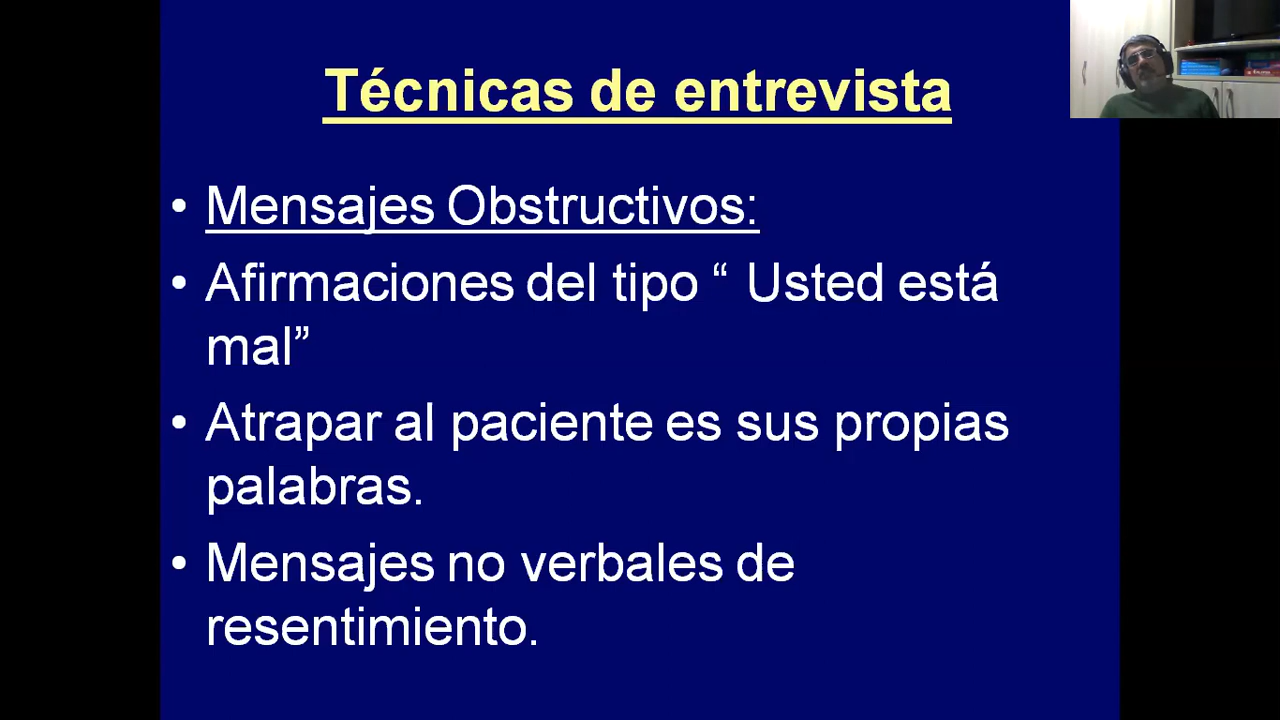 Técnicas de entrevista
• Mensajes Obstructivos:
• Afirmaciones del tipo “ Usted está
mal”
• Atrapar al paciente es sus propias
palabras.
• Mensajes no verbales de
resentimiento.